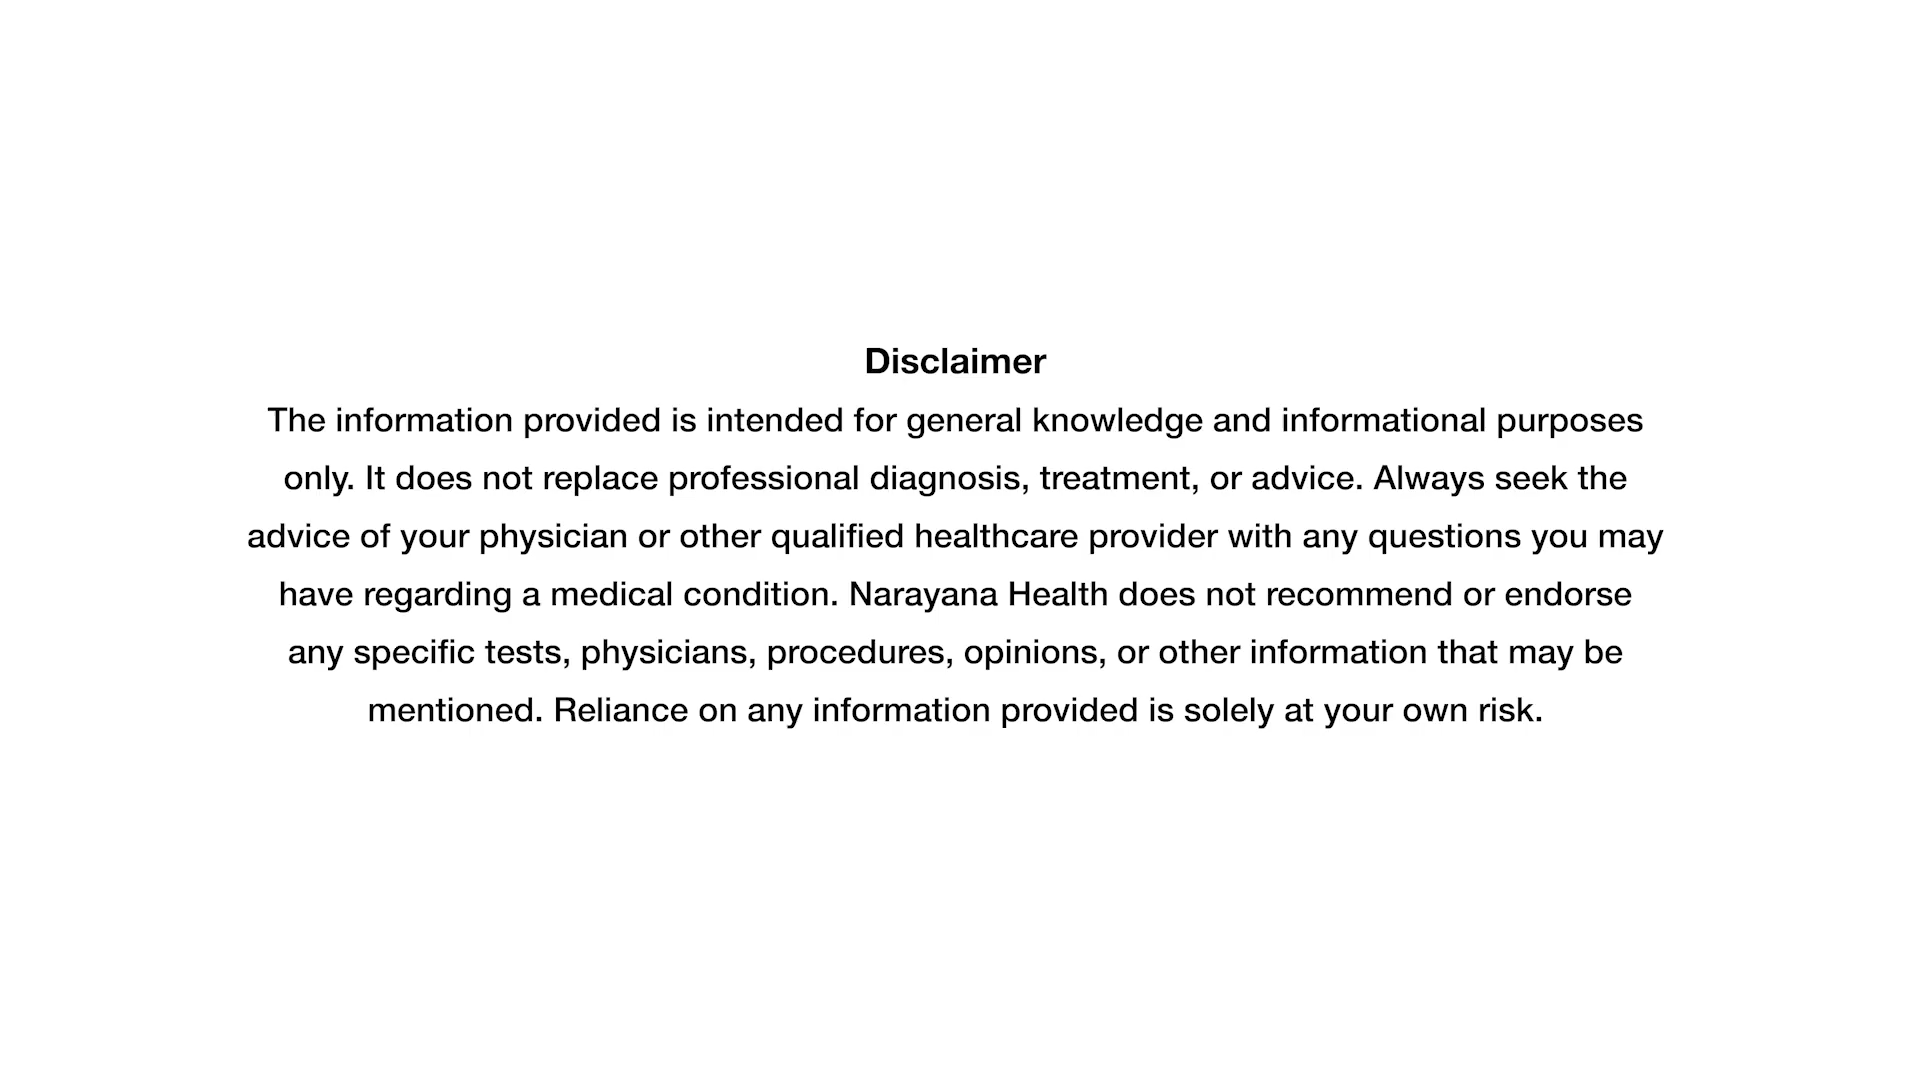 Disclaimer
The information provided is intended for general knowledge and informational purposes
only. It does not replace professional diagnosis, treatment, or advice. Always seek the
advice of your physician or other qualified healthcare provider with any questions you may
have regarding a medical condition. Narayana Health does not recommend or endorse
any specific tests, physicians, procedures, opinions, or other information that may be
mentioned. Reliance on any information provided is solely at your own risk.